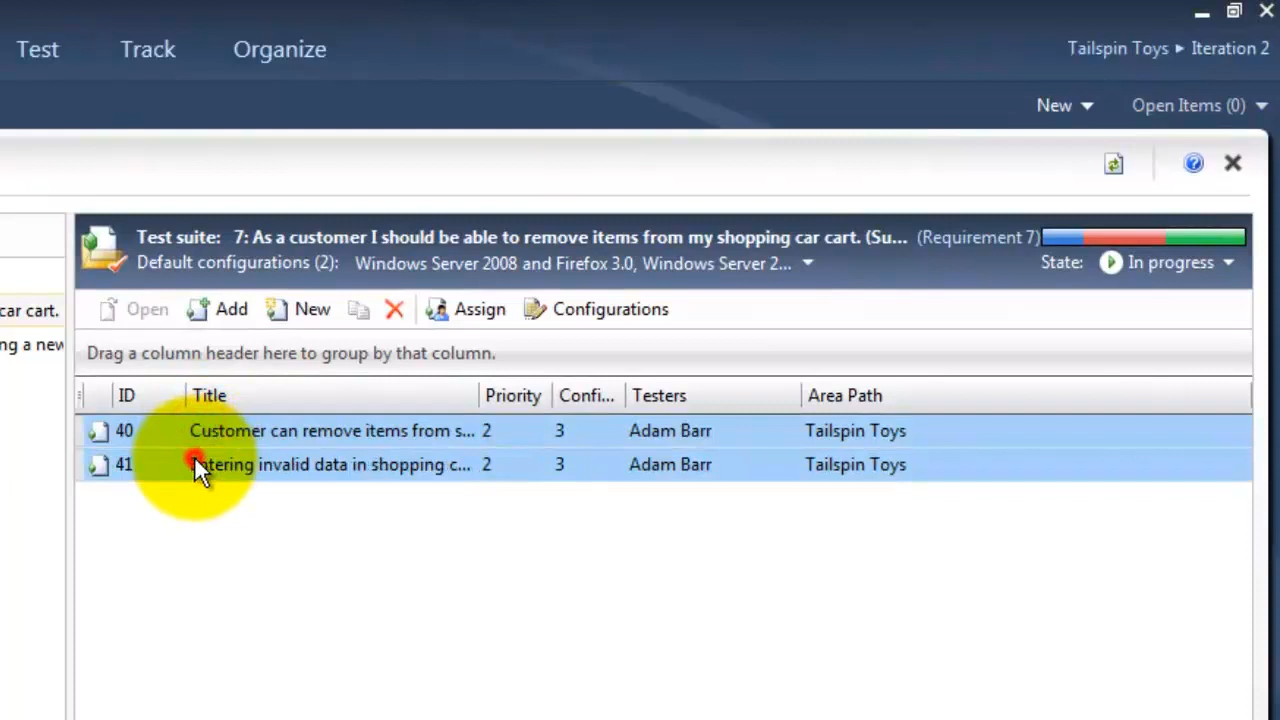 Test Track Organize Tailspin Toys ▸ Iteration 2
New Open Items (0)
Test suite: 7: As a customer I should be able to remove items from my shopping car cart. (Su... (Requirement 7)
Default configurations (2): Windows Server 2008 and Firefox 3.0, Windows Server 2... State: In progress
car cart.
ng a new
Open Add New Assign Configurations
Drag a column header here to group by that column.
ID Title Priority Confi... Testers Area Path
40 Customer can remove items from s... 2 3 Adam Barr Tailspin Toys
41 invalid data in shopping c... 2 3 Adam Barr Tailspin Toys